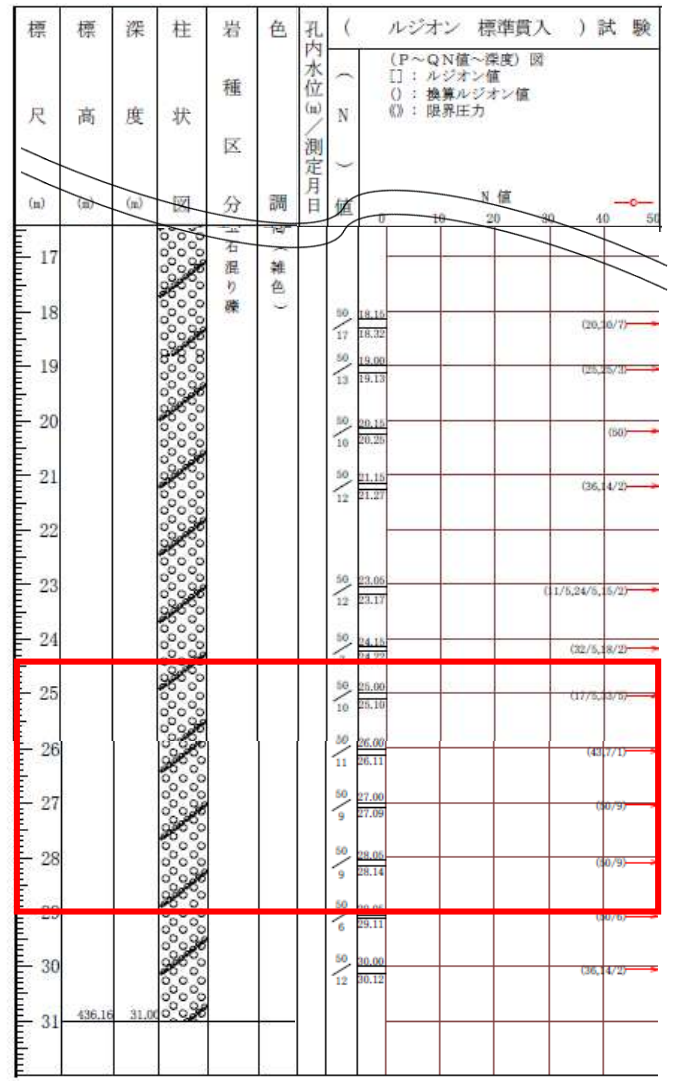 標尺(m)
標高(m)
深度(m)
柱状図
岩種区分
色調
孔内水位(m)/測定月日
( ルジオン 標準貫入 ) 試験
(N)値
(P～QN値～深度) 図
[] : ルジオン値
() : 換算ルジオン値
《》 : 限界圧力
N 値
0 10 20 30 40 50
石混り礫
(雑色)
17
18
50/17 18.15 18.32 (20,30/7)
19
50/13 19.00 19.13 (25,25/3)
20
50/10 20.15 20.25 (50)
21
50/12 21.15 21.27 (36,14/2)
22
23
50/12 23.05 23.17 (11/5,24/5,15/2)
24
50 24.15 24.22 (32/5,18/2)
25
50/10 25.00 25.10 (17/5,33/5)
26
50/11 26.00 26.11 (43,7/1)
27
50/9 27.00 27.09 (50/9)
28
50/9 28.05 28.14 (50/9)
29
50/6 29.05 29.11 (50/6)
30
50/12 30.00 30.12 (36,14/2)
31 436.16 31.00